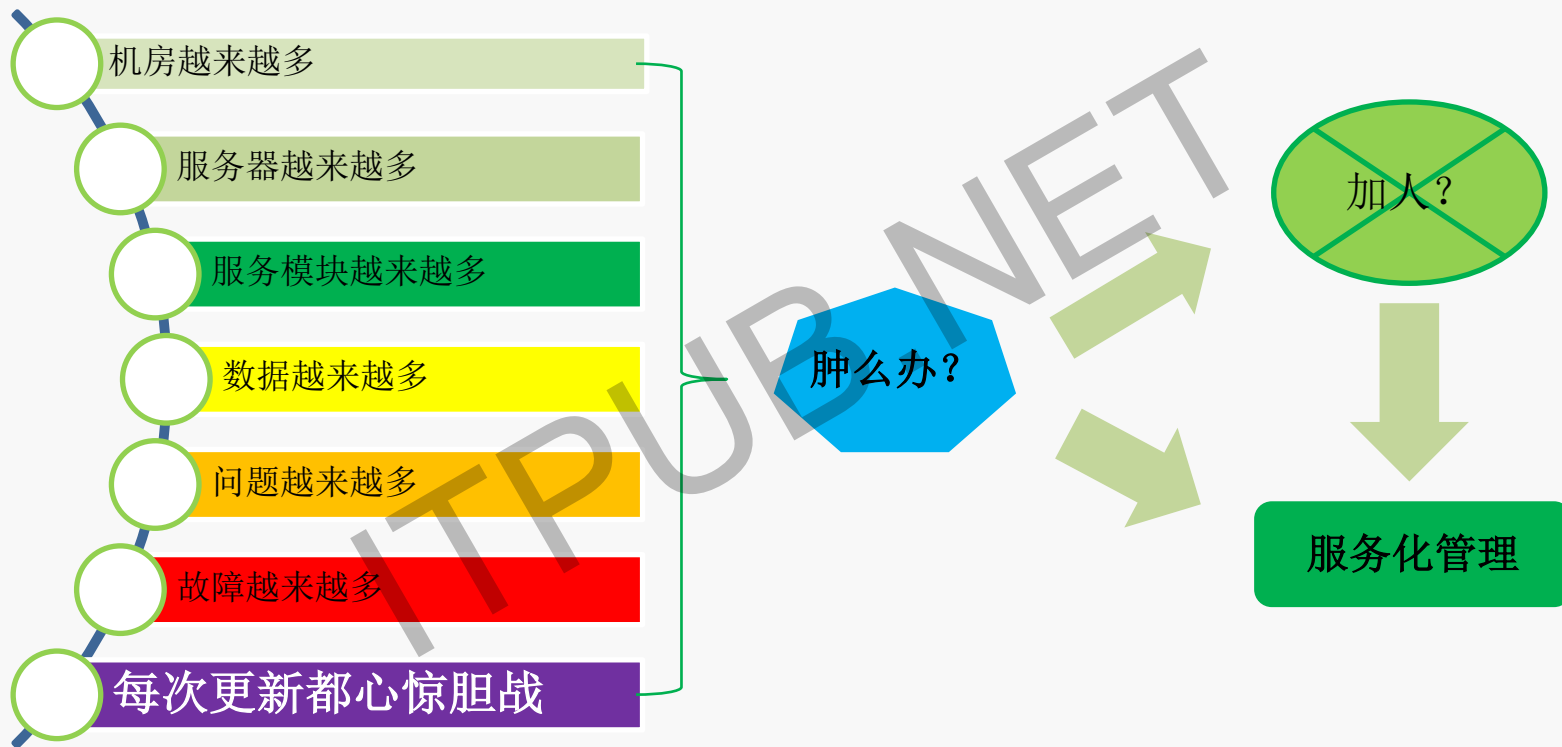 机房越来越多
服务器越来越多
服务模块越来越多
数据越来越多
问题越来越多
故障越来越多
每次更新都心惊胆战
肿么办？
加人？
服务化管理
ITPUB.NET